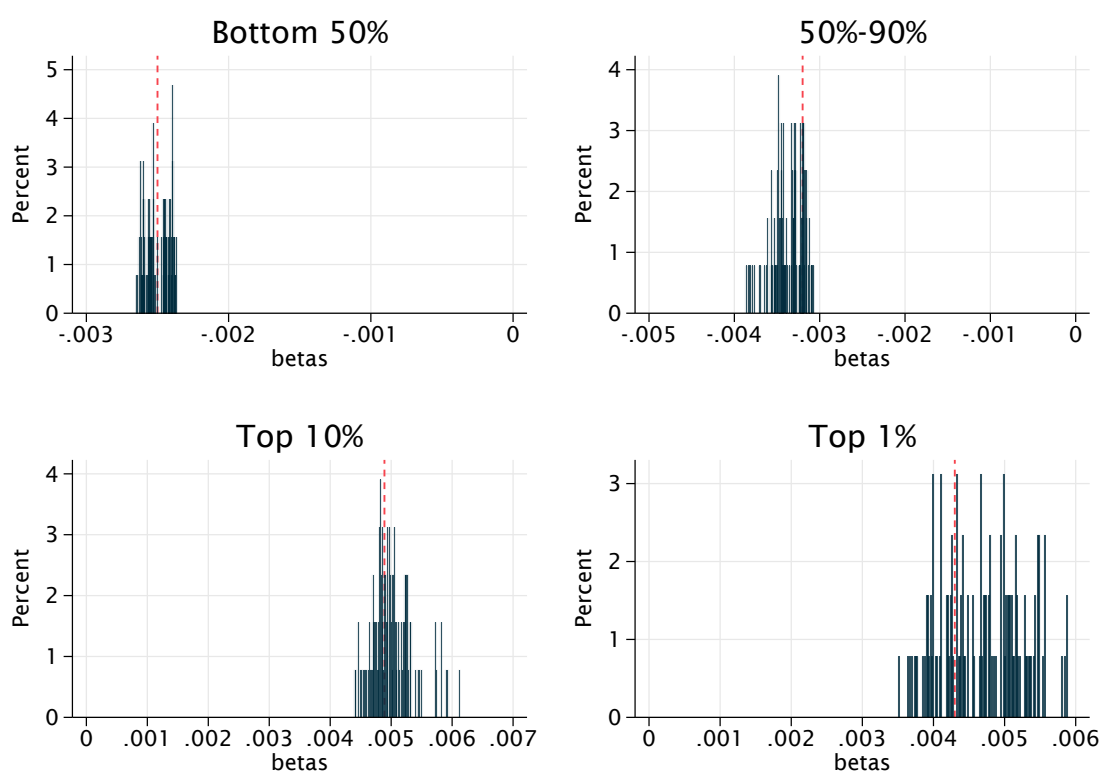 Bottom 50%
5
4
3
2
1
0
Percent
-.003 -.002 -.001 0
betas
50%-90%
4
3
2
1
0
Percent
-.005 -.004 -.003 -.002 -.001 0
betas
Top 10%
4
3
2
1
0
Percent
0 .001 .002 .003 .004 .005 .006 .007
betas
Top 1%
3
2
1
0
Percent
0 .001 .002 .003 .004 .005 .006
betas